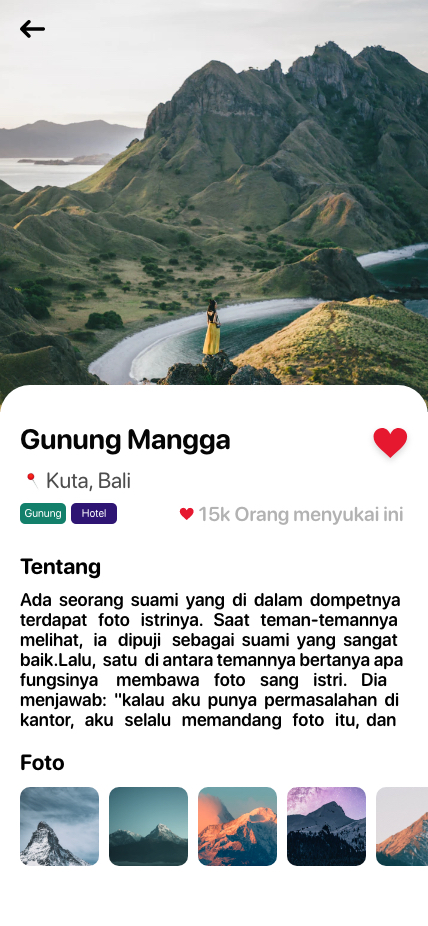 Gunung Mangga
Kuta, Bali
Gunung
Hotel
15k Orang menyukai ini
Tentang
Ada seorang suami yang di dalam dompetnya
terdapat foto istrinya. Saat teman-temannya
melihat, ia dipuji sebagai suami yang sangat
baik.Lalu, satu di antara temannya bertanya apa
fungsinya membawa foto sang istri. Dia
menjawab: "kalau aku punya permasalahan di
kantor, aku selalu memandang foto itu, dan
Foto